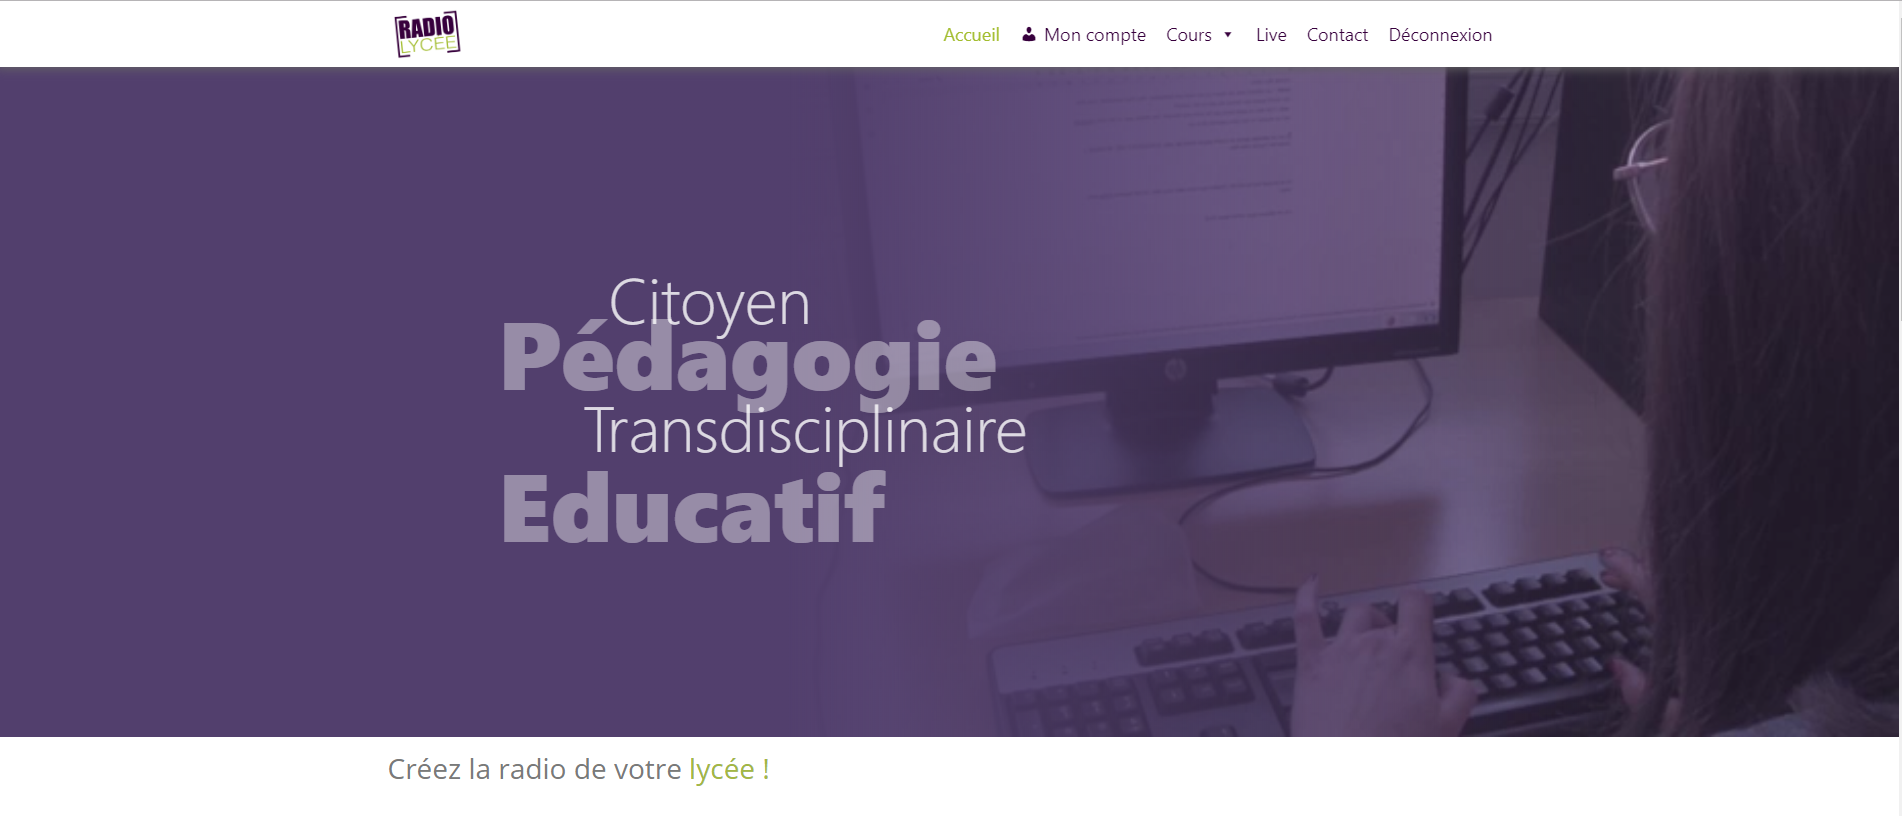 RADIO
LYCEE
Accueil Mon compte Cours Live Contact Déconnexion
Citoyen
Pédagogie
Transdisciplinaire
Educatif
Créez la radio de votre lycée !